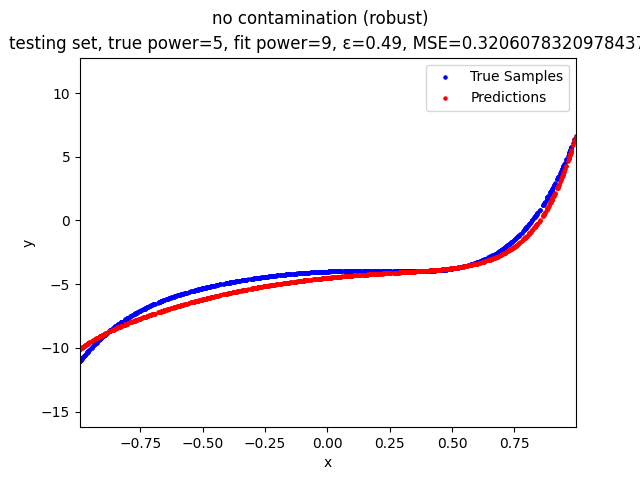 no contamination (robust)
testing set, true power=5, fit power=9, ε=0.49, MSE=0.3206078320978437
True Samples
Predictions
10
5
0
−5
−10
−15
y
−0.75 −0.50 −0.25 0.00 0.25 0.50 0.75
x